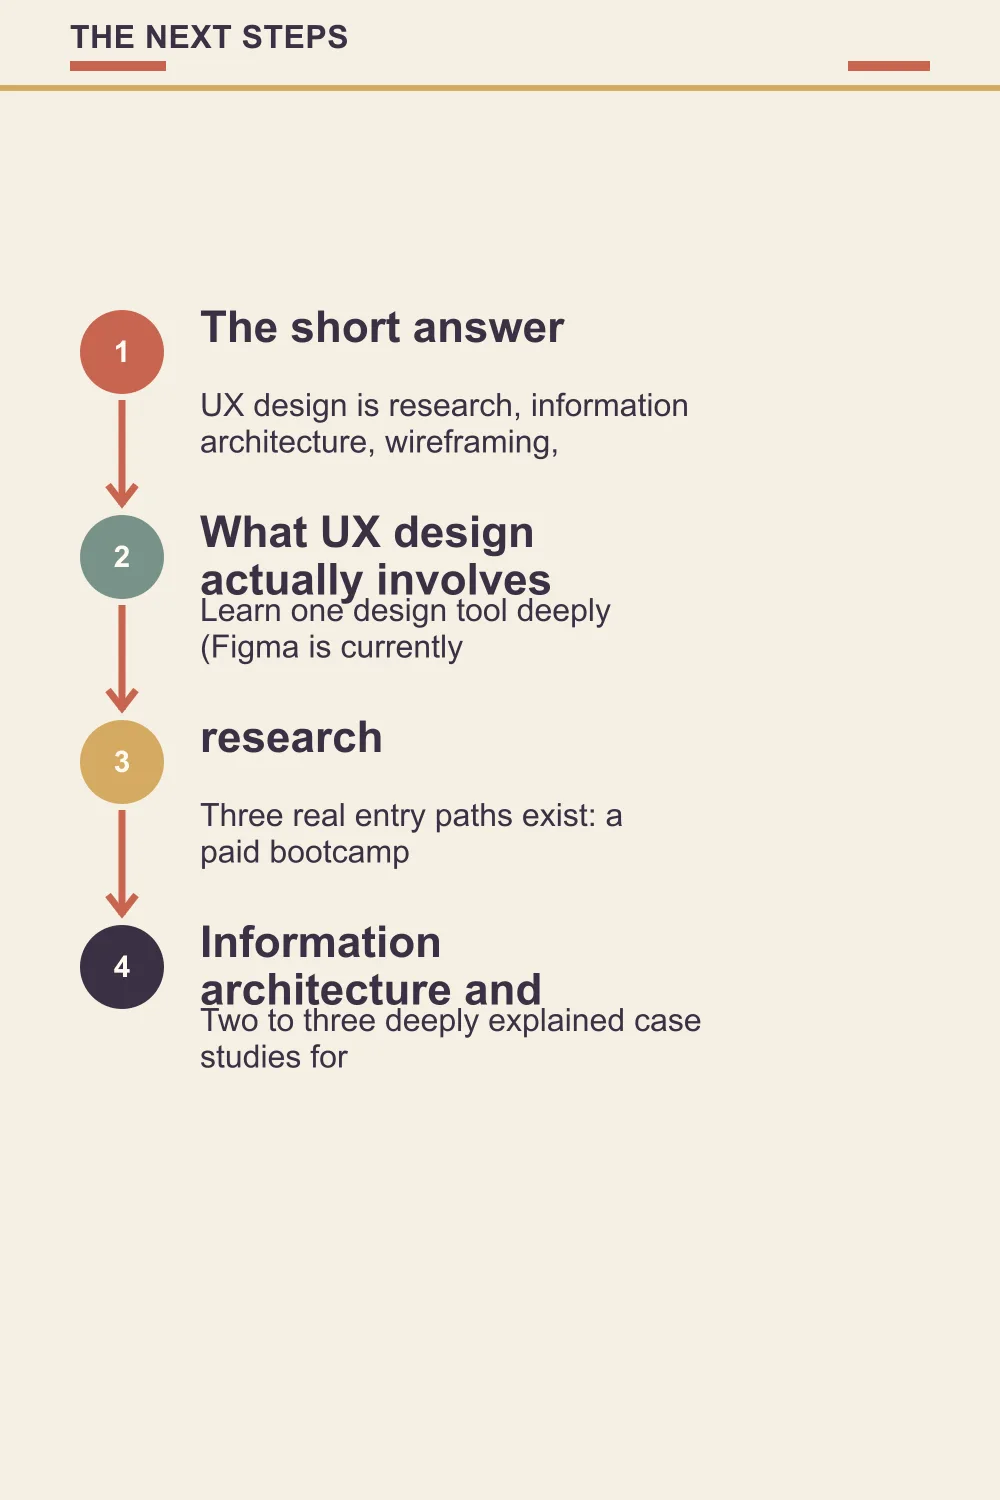 THE NEXT STEPS
1
The short answer
UX design is research, information
architecture, wireframing,
2
What UX design
actually involves
Learn one design tool deeply
(Figma is currently
3
research
Three real entry paths exist: a
paid bootcamp
4
Information
architecture and
Two to three deeply explained case
studies for